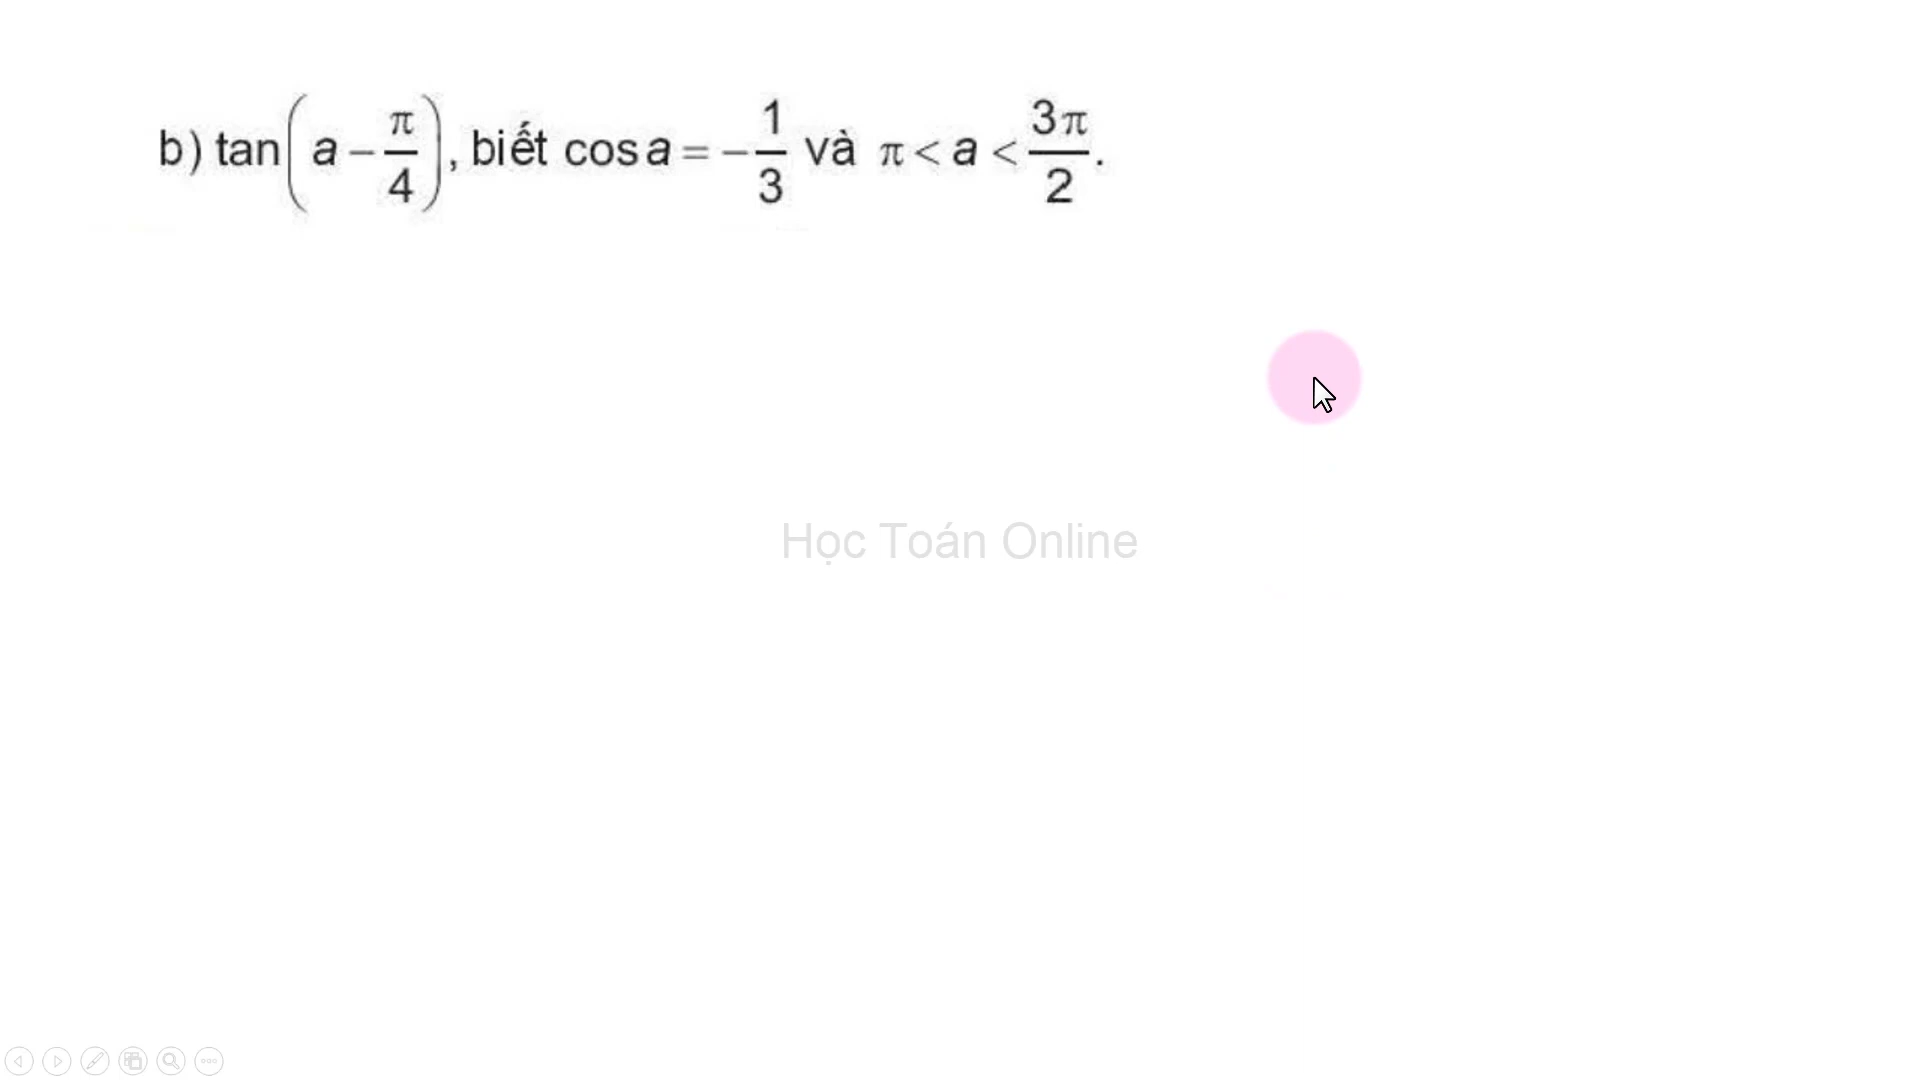 b) tan(a − π/4), biết cos a = −1/3 và π < a < 3π/2.
Học Toán Online